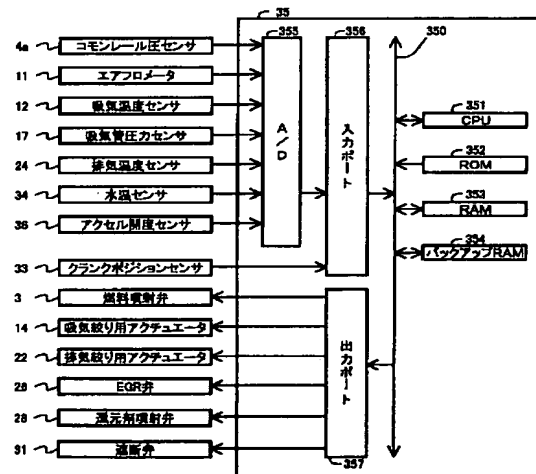 35
4a コモンレール圧センサ
11 エアフロメータ
12 吸気温度センサ
17 吸気管圧力センサ
24 排気温度センサ
34 水温センサ
36 アクセル開度センサ
33 クランクポジションセンサ
3 燃料噴射弁
14 吸気絞り用アクチュエータ
22 排気絞り用アクチュエータ
26 EGR弁
28 還元剤噴射弁
31 遮断弁
355
A/D
356
入力ポート
出力ポート
357
350
351
CPU
352
ROM
353
RAM
354
バックアップRAM